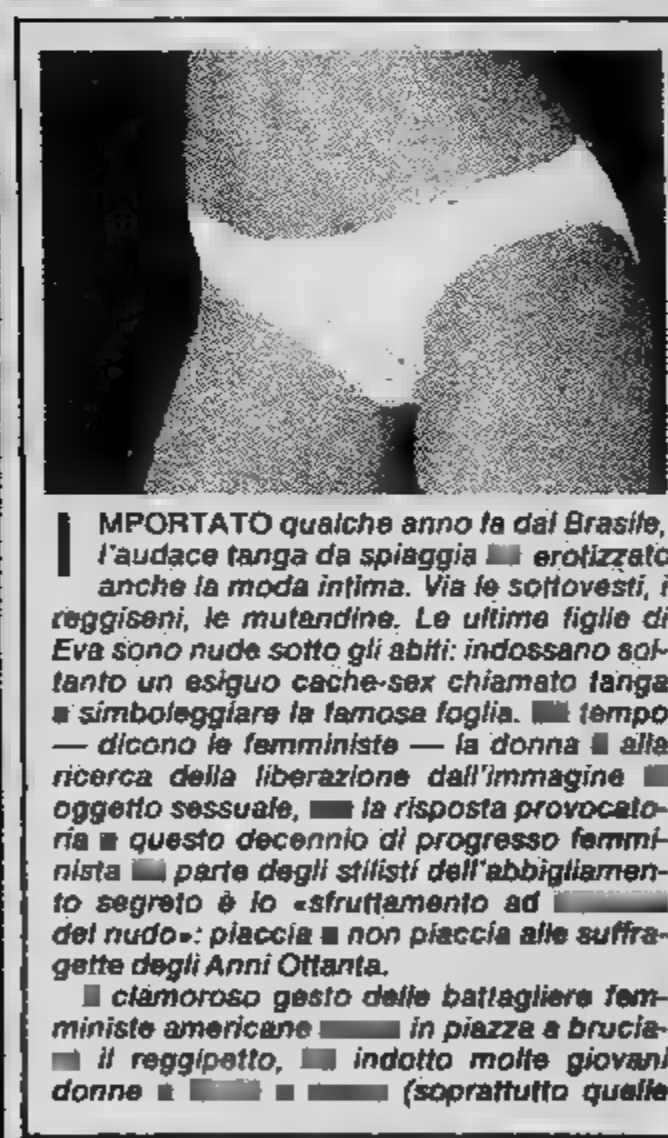 IMPORTATO qualche anno fa dal Brasile,
l'audace tanga da spiaggia erotizzato
anche la moda intima. Via le sottovesti, i
reggiseni, le mutandine. Le ultime figlie di
Eva sono nude sotto gli abiti: indossano sol-
tanto un esiguo cache-sex chiamato tanga
simboleggiare la famosa foglia. tempo
— dicono le femministe — la donna alla
ricerca della liberazione dall'immagine
oggetto sessuale, la risposta provocato-
ria questo decennio di progresso femmi-
nista parte degli stilisti dell'abbigliamen-
to segreto è lo «sfruttamento ad
del nudo»: piaccia non piaccia alle suffra-
gette degli Anni Ottanta.
clamoroso gesto delle battagliere fem-
ministe americane in piazza a brucia-
il reggipetto, indotto molte giovani
donne (soprattutto quelle